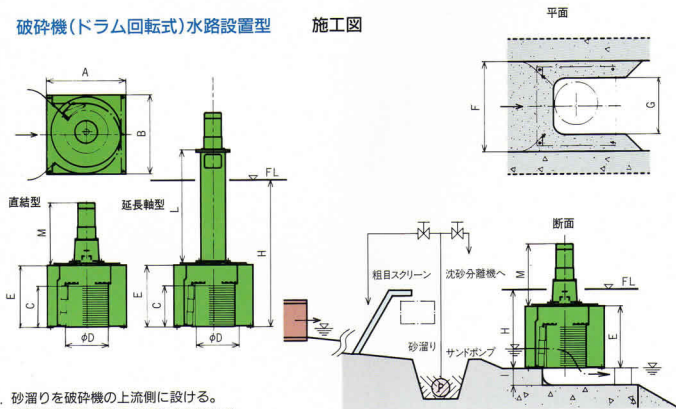 破砕機(ドラム回転式)水路設置型
施工図
平面
A
B
F
G
直結型
延長軸型
FL
M
L
H
E
C
φD
E
C
φD
断面
粗目スクリーン
沈砂分離機へ
砂溜り
サンドポンプ
P
M
FL
H
E
I
. 砂溜りを破砕機の上流側に設ける。